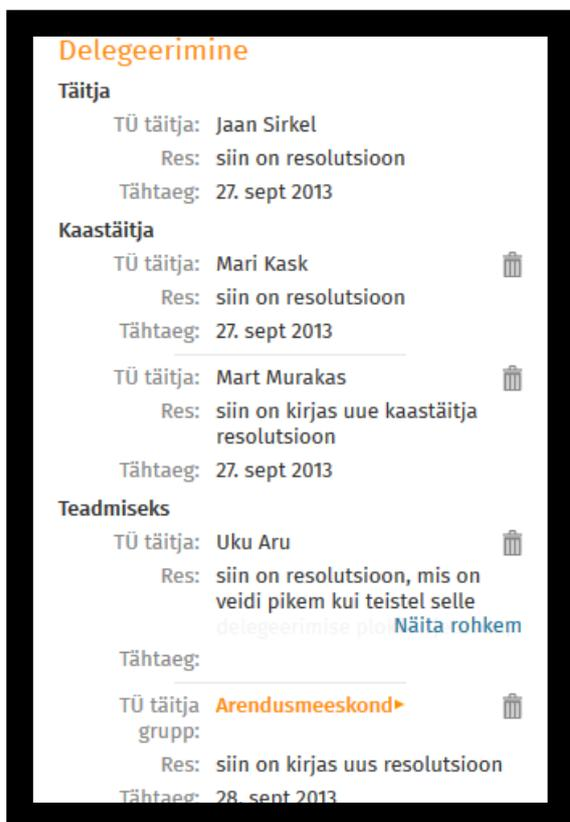 Delegeerimine
Täitja
TÜ täitja: Jaan Sirkel
Res: siin on resolutsioon
Tähtaeg: 27. sept 2013
Kaastäitja
TÜ täitja: Mari Kask
Res: siin on resolutsioon
Tähtaeg: 27. sept 2013
TÜ täitja: Mart Murakas
Res: siin on kirjas uue kaastäitja
resolutsioon
Tähtaeg: 27. sept 2013
Teadmiseks
TÜ täitja: Uku Aru
Res: siin on resolutsioon, mis on
veidi pikem kui teistel selle
delegeerimise Näita rohkem
Tähtaeg:
TÜ täitja Arendusmeeskond▸
grupp:
Res: siin on kirjas uus resolutsioon
Tähtaeg: 28. sept 2013